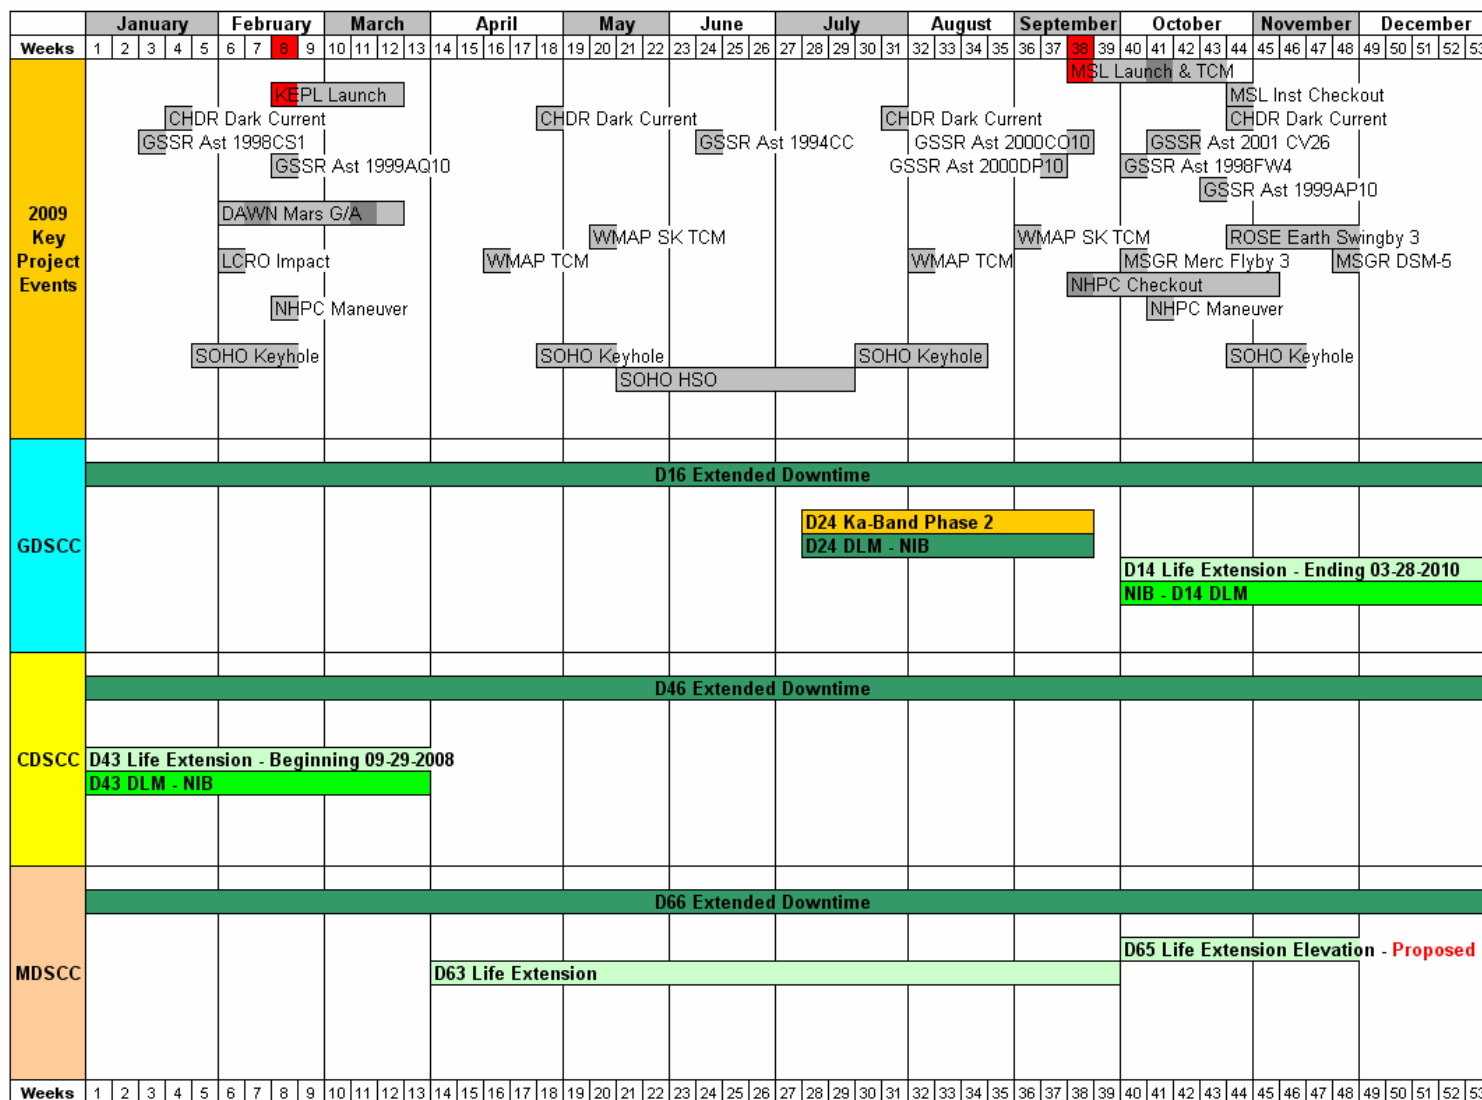 January February March April May June July August September October November December
Weeks 1 2 3 4 5 6 7 8 9 10 11 12 13 14 15 16 17 18 19 20 21 22 23 24 25 26 27 28 29 30 31 32 33 34 35 36 37 38 39 40 41 42 43 44 45 46 47 48 49 50 51 52 53
MSL Launch & TCM
KEPL Launch MSL Inst Checkout
CHDR Dark Current CHDR Dark Current CHDR Dark Current CHDR Dark Current
GSSR Ast 1998CS1 GSSR Ast 1994CC GSSR Ast 2000CO10 GSSR Ast 2001 CV26
GSSR Ast 1999AQ10 GSSR Ast 2000DP10 GSSR Ast 1998FW4
GSSR Ast 1999AP10
2009
Key
Project
Events
DAWN Mars G/A
WMAP SK TCM WMAP SK TCM ROSE Earth Swingby 3
LCRO Impact WMAP TCM WMAP TCM MSGR Merc Flyby 3 MSGR DSM-5
NHPC Checkout
NHPC Maneuver NHPC Maneuver
SOHO Keyhole SOHO Keyhole SOHO Keyhole SOHO Keyhole
SOHO HSO
GDSCC
D16 Extended Downtime
D24 Ka-Band Phase 2
D24 DLM - NIB
D14 Life Extension - Ending 03-28-2010
NIB - D14 DLM
CDSCC
D46 Extended Downtime
D43 Life Extension - Beginning 09-29-2008
D43 DLM - NIB
MDSCC
D66 Extended Downtime
D65 Life Extension Elevation - Proposed
D63 Life Extension
Weeks 1 2 3 4 5 6 7 8 9 10 11 12 13 14 15 16 17 18 19 20 21 22 23 24 25 26 27 28 29 30 31 32 33 34 35 36 37 38 39 40 41 42 43 44 45 46 47 48 49 50 51 52 53